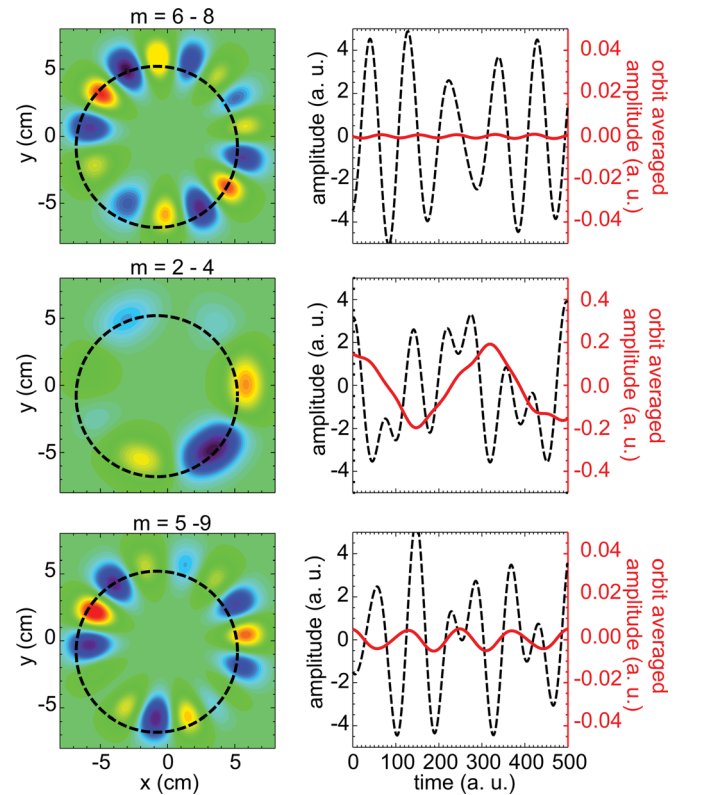 m = 6 - 8
y (cm)
5
0
-5
amplitude (a. u.)
4
2
0
-2
-4
0.04
0.02
0.00
-0.02
-0.04
orbit averaged
amplitude (a. u.)
m = 2 - 4
y (cm)
5
0
-5
amplitude (a. u.)
4
2
0
-2
-4
0.4
0.2
0.0
-0.2
-0.4
orbit averaged
amplitude (a. u.)
m = 5 -9
y (cm)
5
0
-5
-5
0
5
x (cm)
amplitude (a. u.)
4
2
0
-2
-4
0.04
0.02
0.00
-0.02
-0.04
orbit averaged
amplitude (a. u.)
0 100 200 300 400 500
time (a. u.)